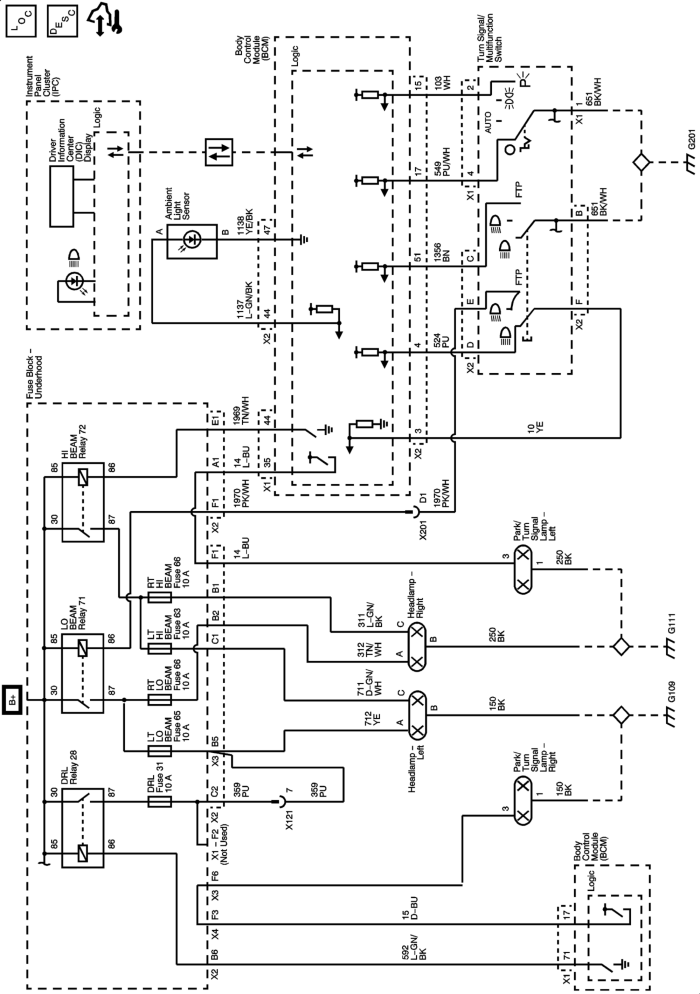 LOC
DESC
Instrument
Panel
Cluster
(IPC)
Driver
Information
Center
(DIC)
Display
Logic
Ambient
Light
Sensor
A
B
1138
YE/BK
47
1137
L-GN/BK
44
X2
Body
Control
Module
(BCM)
Logic
Turn Signal/
Multifunction
Switch
15
103
WH
2
P
AUTO
17
549
PU/WH
4
X1
1
651
BK/WH
X1
G201
51
1356
BN
C
FTP
B
651
BK/WH
E
FTP
4
524
PU
D
X2
F
X2
3
X2
10
YE
Fuse Block –
Underhood
HI
BEAM
Relay 72
85
86
30
87
E1
1969
TN/WH
44
A1
14
L-BU
35
X1
F1
1970
PK/WH
X2
D1
1970
PK/WH
X201
F1
14
L-BU
Park/
Turn
Signal
Lamp –
Left
3
1
250
BK
B+
LO
BEAM
Relay 71
85
86
30
87
RT
HI
BEAM
Fuse 66
10 A
B1
LT
HI
BEAM
Fuse 63
10 A
B2
RT
LO
BEAM
Fuse 66
10 A
C1
LT
LO
BEAM
Fuse 65
10 A
B5
X3
311
L-GN/
BK
312
TN/
WH
C
A
B
Headlamp –
Right
250
BK
G111
711
D-GN/
WH
712
YE
C
A
B
Headlamp –
Left
150
BK
G109
DRL
Relay 28
30
87
85
86
DRL
Fuse 31
10 A
C2
X2
359
PU
7
X121
359
PU
X1 – F2
(Not Used)
Park/
Turn
Signal
Lamp –
Right
3
1
150
BK
F6
X3
F3
X4
15
D-BU
17
B6
X2
592
L-GN/
BK
71
X1
Body
Control
Module
(BCM)
Logic